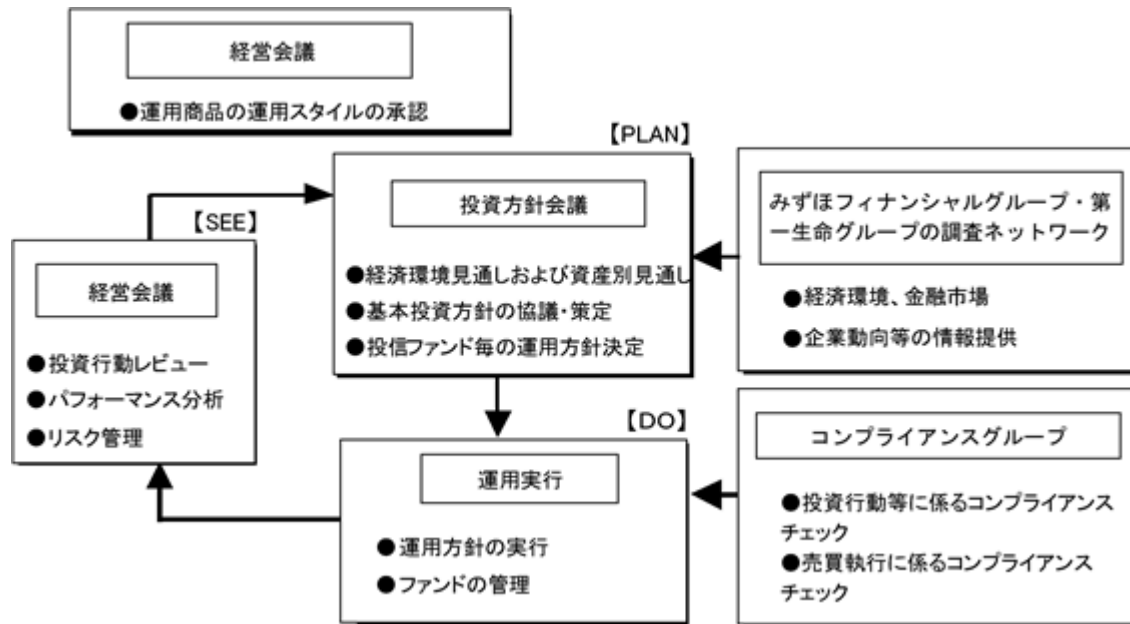 経営会議
●運用商品の運用スタイルの承認
【PLAN】
投資方針会議
●経済環境見通しおよび資産別見通し
●基本投資方針の協議・策定
●投信ファンド毎の運用方針決定
みずほフィナンシャルグループ・第
一生命グループの調査ネットワーク
●経済環境、金融市場
●企業動向等の情報提供
【SEE】
経営会議
●投資行動レビュー
●パフォーマンス分析
●リスク管理
【DO】
運用実行
●運用方針の実行
●ファンドの管理
コンプライアンスグループ
●投資行動等に係るコンプライアンス
チェック
●売買執行に係るコンプライアンス
チェック